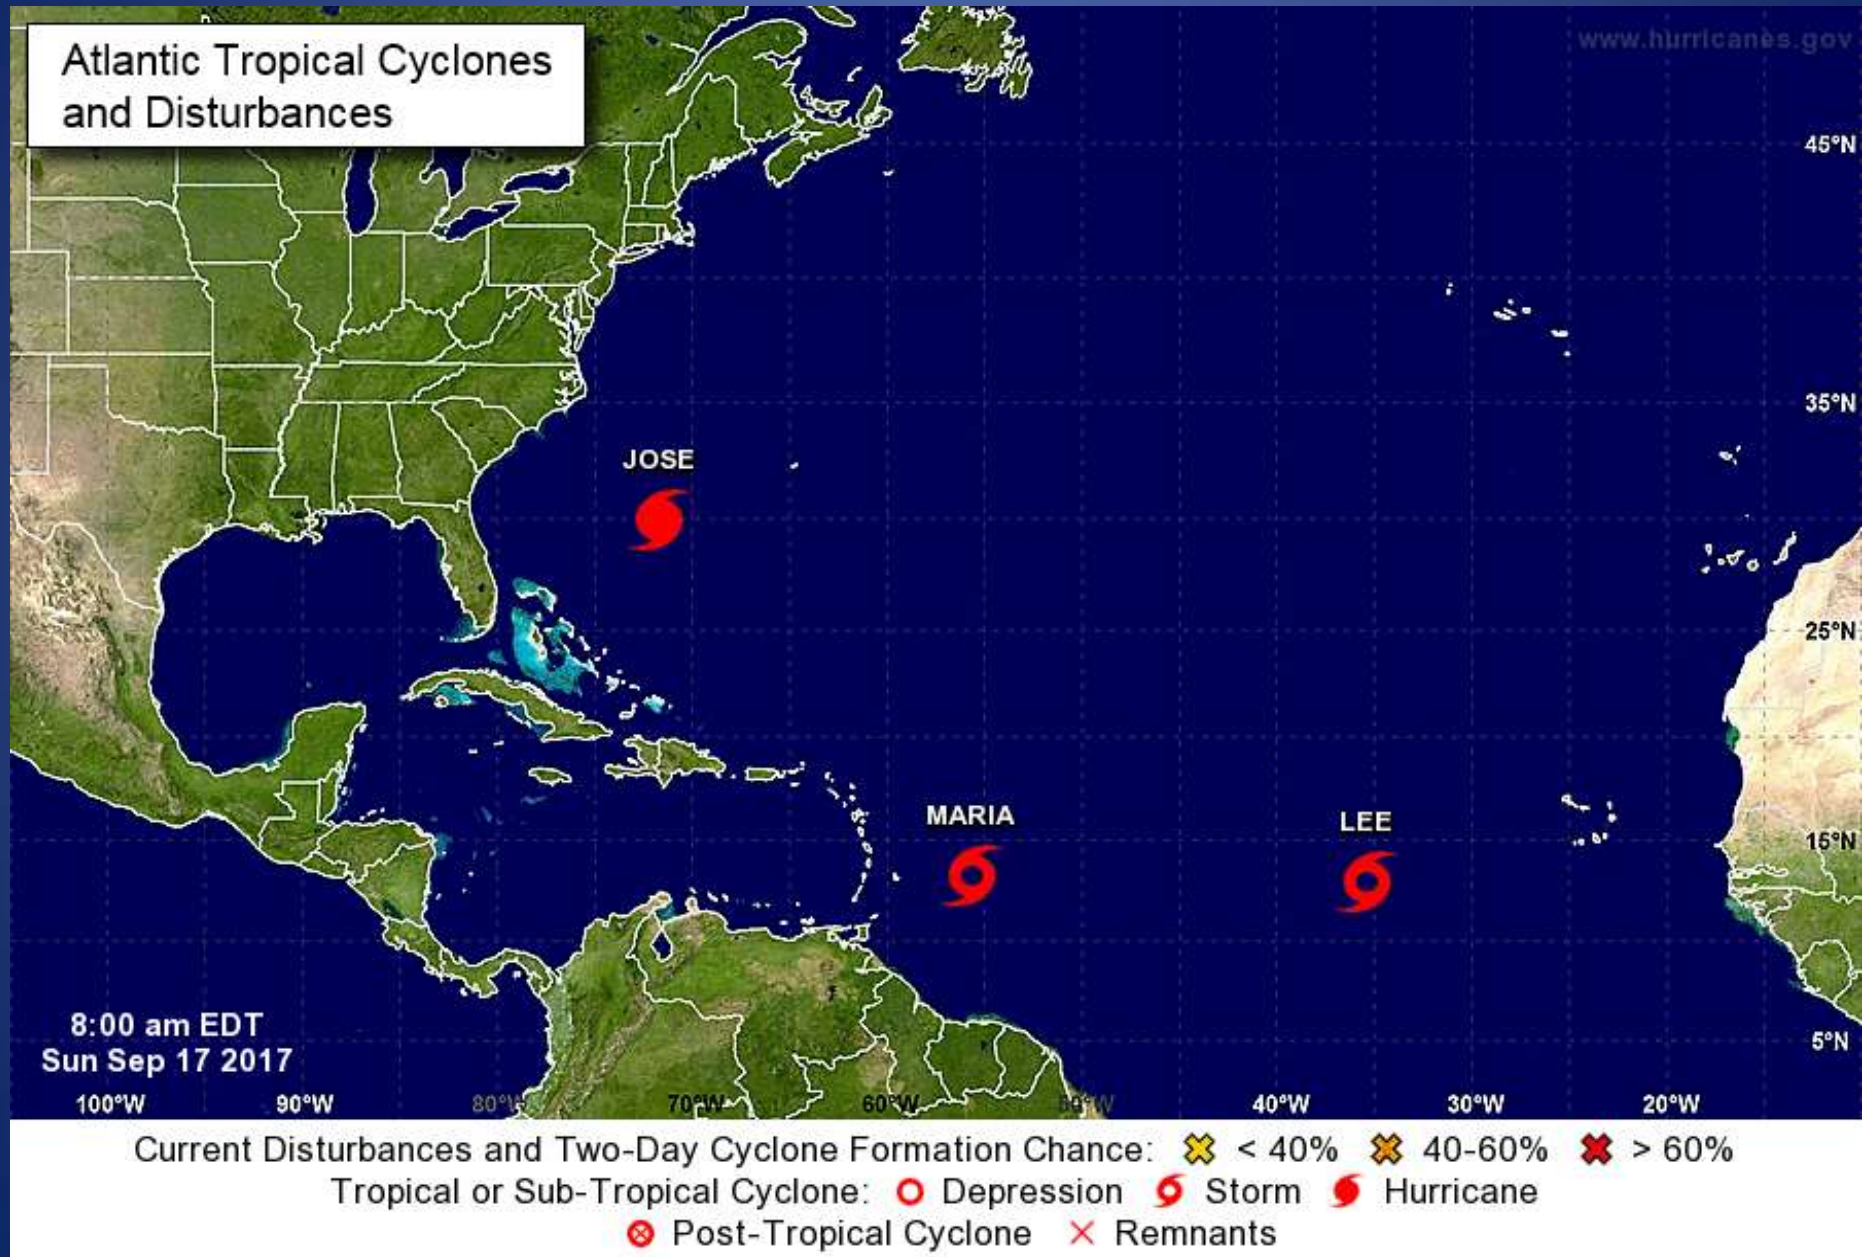 Atlantic Tropical Cyclones
and Disturbances
www.hurricanes.gov
45°N
35°N
JOSE
25°N
MARIA
LEE
15°N
8:00 am EDT
Sun Sep 17 2017
5°N
100°W 90°W 80°W 70°W 60°W 50°W 40°W 30°W 20°W
Current Disturbances and Two-Day Cyclone Formation Chance: < 40% 40-60% > 60%
Tropical or Sub-Tropical Cyclone: Depression Storm Hurricane
Post-Tropical Cyclone Remnants